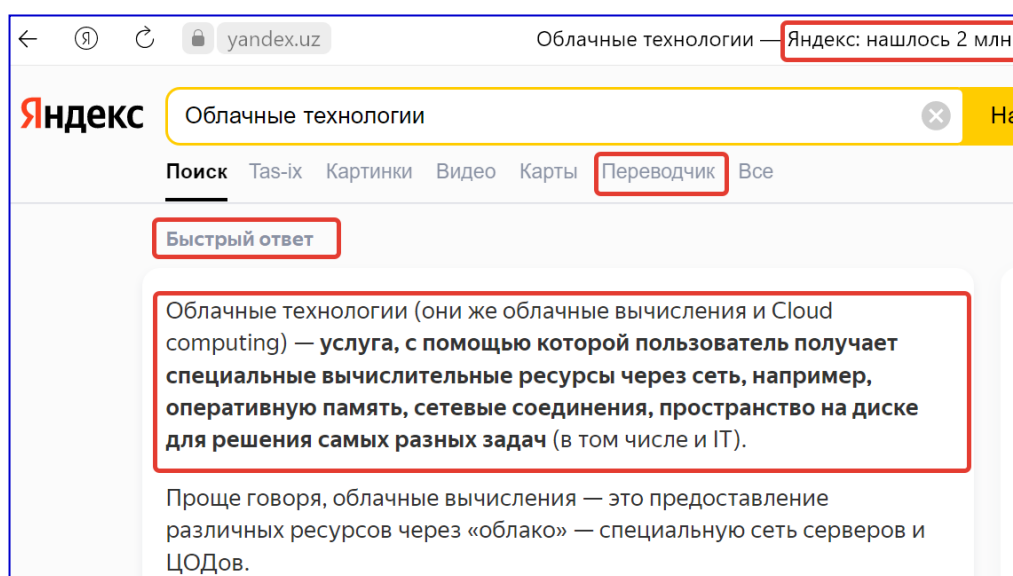 yandex.uz Облачные технологии — Яндекс: нашлось 2 млн
Яндекс Облачные технологии
Поиск Tas-ix Картинки Видео Карты Переводчик Все
Быстрый ответ
Облачные технологии (они же облачные вычисления и Cloud
computing) — услуга, с помощью которой пользователь получает
специальные вычислительные ресурсы через сеть, например,
оперативную память, сетевые соединения, пространство на диске
для решения самых разных задач (в том числе и IT).
Проще говоря, облачные вычисления — это предоставление
различных ресурсов через «облако» — специальную сеть серверов и
ЦОДов.